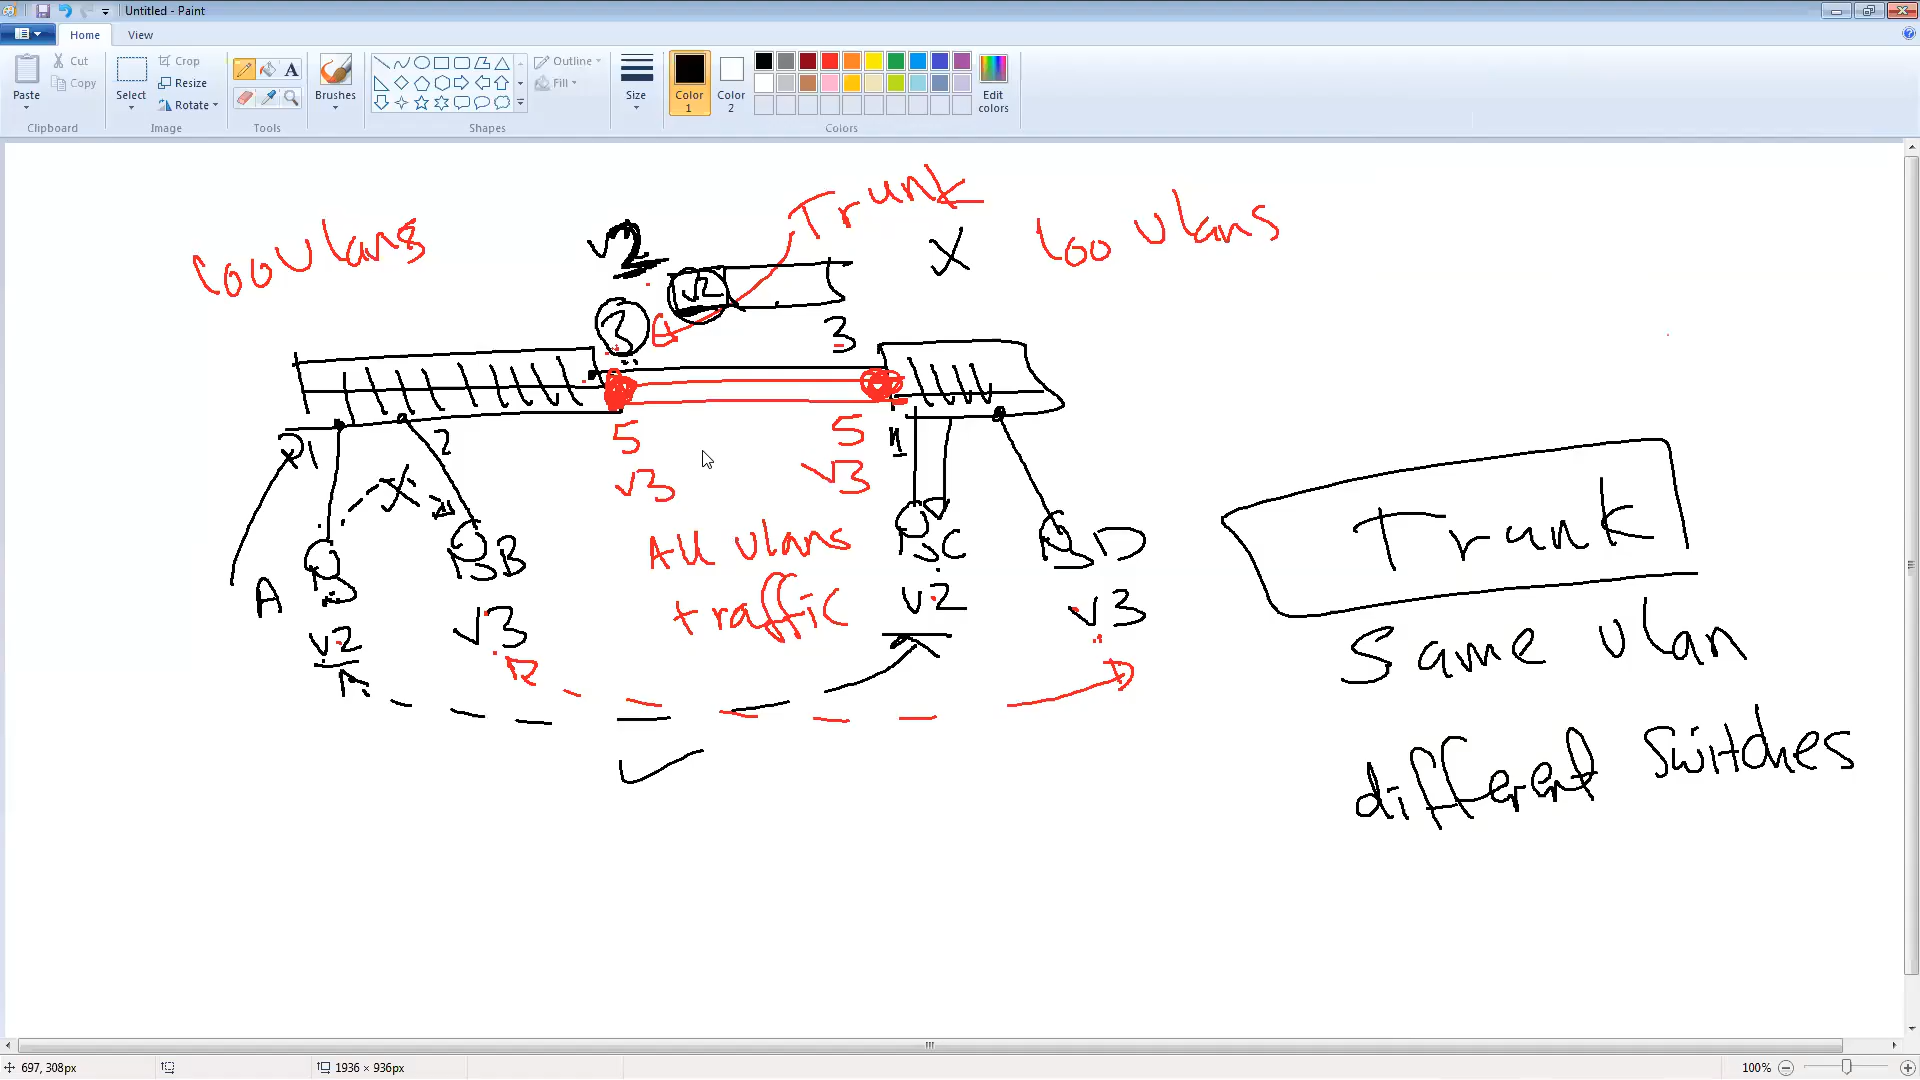 Untitled - Paint
Home
View
Paste
Cut
Copy
Clipboard
Select
Crop
Resize
Rotate
Image
A
Tools
Brushes
Shapes
Outline
Fill
Size
Color 1
Color 2
Colors
Edit colors
Trunk
100 Vlans
v2
X
100 Vlans
v2
3
3
1
2
5
5
1
v3
v3
X
All vlans
traffic
A
B
C
D
v2
v3
v2
v3
Trunk
Same vlan
different switches
697, 308px
1936 × 936px
100%